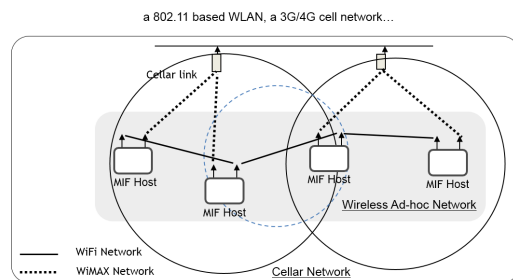 a 802.11 based WLAN, a 3G/4G cell network…
Cellar link
MIF Host
MIF Host
MIF Host
MIF Host
Wireless Ad-hoc Network
WiFi Network
WiMAX Network
Cellar Network